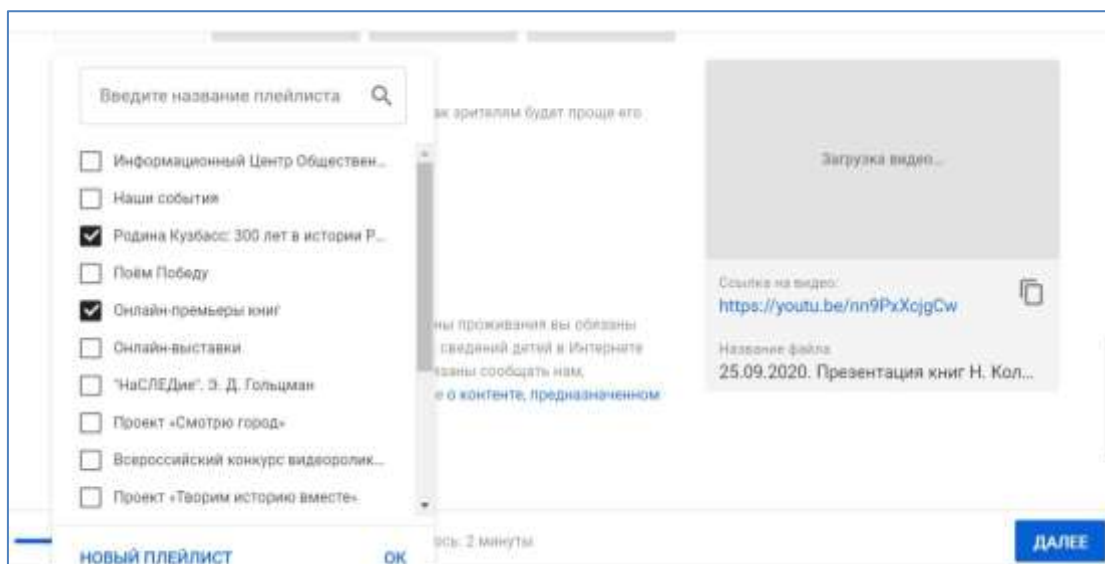 Введите название плейлиста
Информационный Центр Обществен...
Наши события
Родина Кузбасс: 300 лет в истории Р...
Поём Победу
Онлайн-премьеры книг
Онлайн-выставки
"НаСЛЕДие". Э. Д. Гольцман
Проект «Смотрю город»
Всероссийский конкурс видеоролик...
Проект «Творим историю вместе»
НОВЫЙ ПЛЕЙЛИСТ
ОК
ак зрителям будет проще его
ны проживания вы обязаны
сведений детей в Интернете
язаны сообщать нам,
е о контенте, предназначенном
ось: 2 минуты
Загрузка видео...
Ссылка на видео:
https://youtu.be/nn9PxXcjgCw
Название файла
25.09.2020. Презентация книг Н. Кол...
ДАЛЕЕ